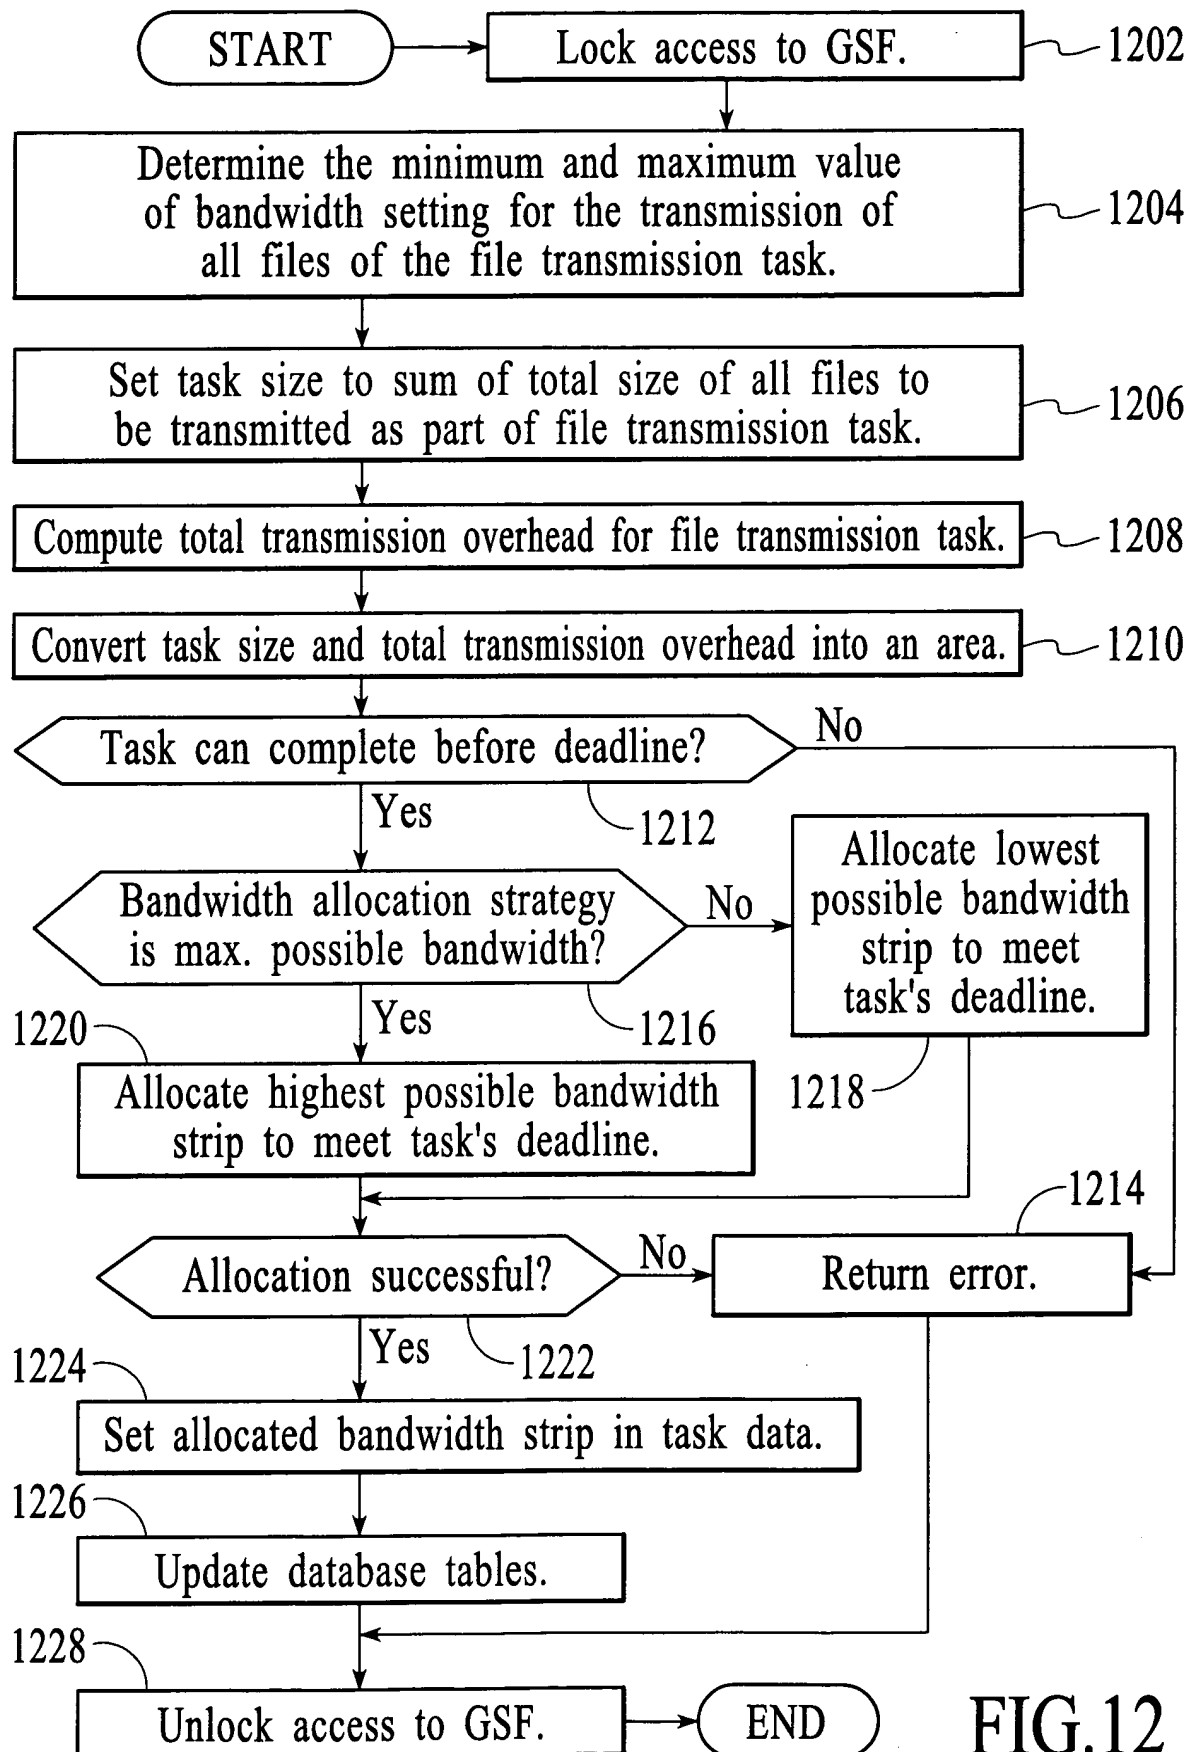 START
Lock access to GSF.
1202
Determine the minimum and maximum value
of bandwidth setting for the transmission of
all files of the file transmission task.
1204
Set task size to sum of total size of all files to
be transmitted as part of file transmission task.
1206
Compute total transmission overhead for file transmission task.
1208
Convert task size and total transmission overhead into an area.
1210
Task can complete before deadline?
No
Yes
1212
Bandwidth allocation strategy
is max. possible bandwidth?
No
Allocate lowest
possible bandwidth
strip to meet
task's deadline.
Yes
1216
1218
1220
Allocate highest possible bandwidth
strip to meet task's deadline.
1214
Allocation successful?
No
Return error.
Yes
1222
1224
Set allocated bandwidth strip in task data.
1226
Update database tables.
1228
Unlock access to GSF.
END
FIG.12